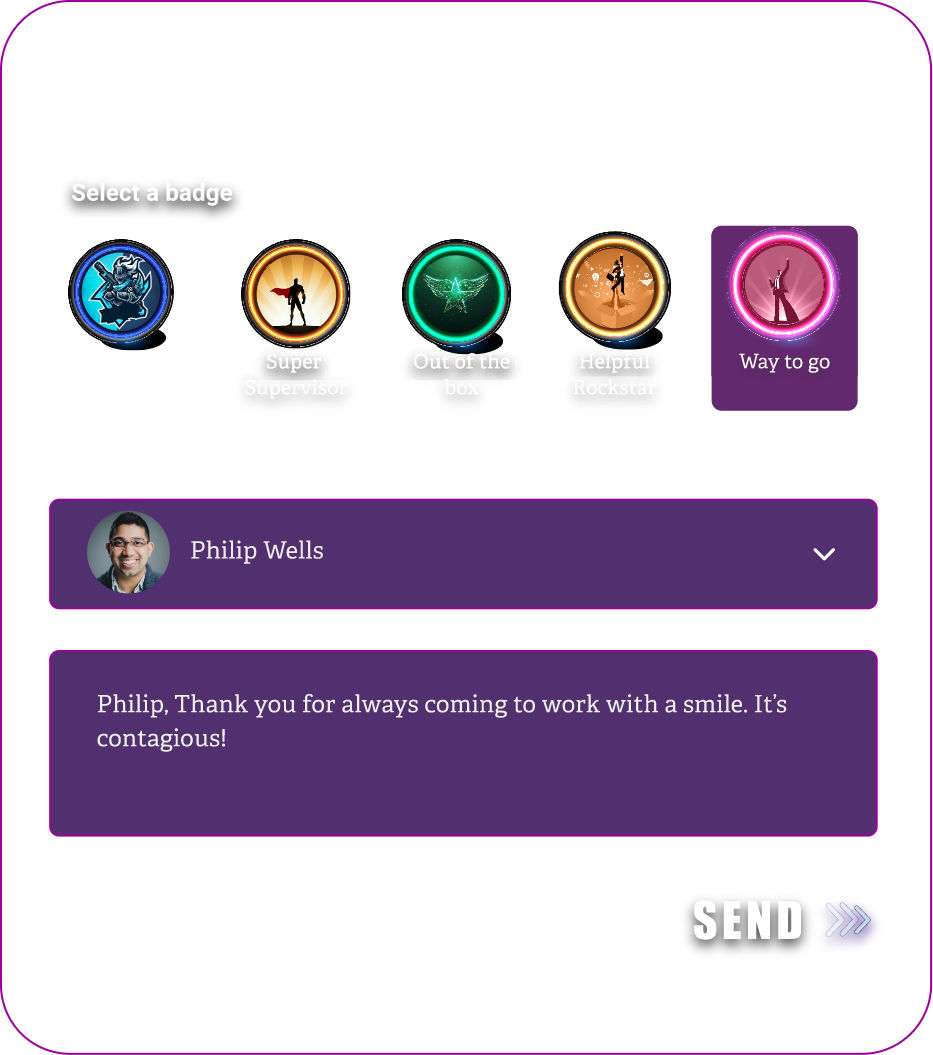 Select a badge
Super
Supervisor
Out of the
box
Helpful
Rockstar
Way to go
Philip Wells
Philip, Thank you for always coming to work with a smile. It’s
contagious!
SEND